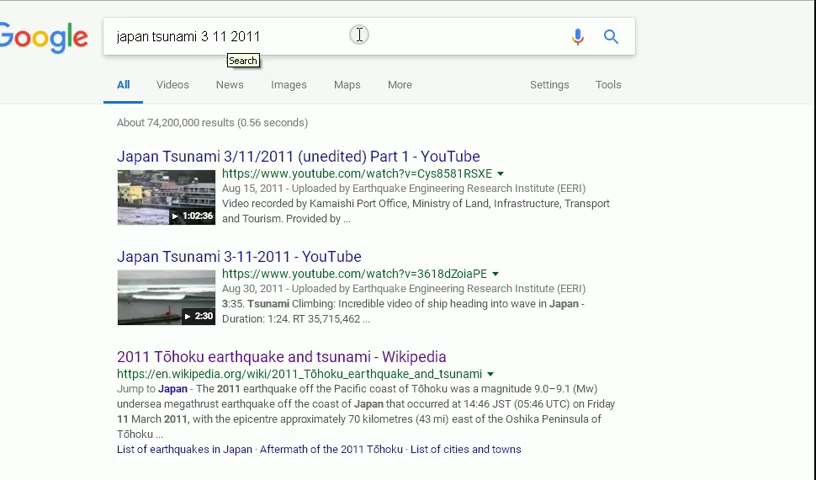 Google
japan tsunami 3 11 2011
Search
All Videos News Images Maps More Settings Tools
About 74,200,000 results (0.56 seconds)
Japan Tsunami 3/11/2011 (unedited) Part 1 - YouTube
https://www.youtube.com/watch?v=Cys8581RSXE
Aug 15, 2011 - Uploaded by Earthquake Engineering Research Institute (EERI)
Video recorded by Kamaishi Port Office, Ministry of Land, Infrastructure, Transport
and Tourism. Provided by ...
1:02:36
Japan Tsunami 3-11-2011 - YouTube
https://www.youtube.com/watch?v=3618dZoiaPE
Aug 30, 2011 - Uploaded by Earthquake Engineering Research Institute (EERI)
3:35. Tsunami Climbing: Incredible video of ship heading into wave in Japan -
Duration: 1:24. RT 35,715,462 ...
2:30
2011 Tōhoku earthquake and tsunami - Wikipedia
https://en.wikipedia.org/wiki/2011_Tōhoku_earthquake_and_tsunami
Jump to Japan - The 2011 earthquake off the Pacific coast of Tōhoku was a magnitude 9.0–9.1 (Mw)
undersea megathrust earthquake off the coast of Japan that occurred at 14:46 JST (05:46 UTC) on Friday
11 March 2011, with the epicentre approximately 70 kilometres (43 mi) east of the Oshika Peninsula of
Tōhoku ...
List of earthquakes in Japan · Aftermath of the 2011 Tōhoku · List of cities and towns